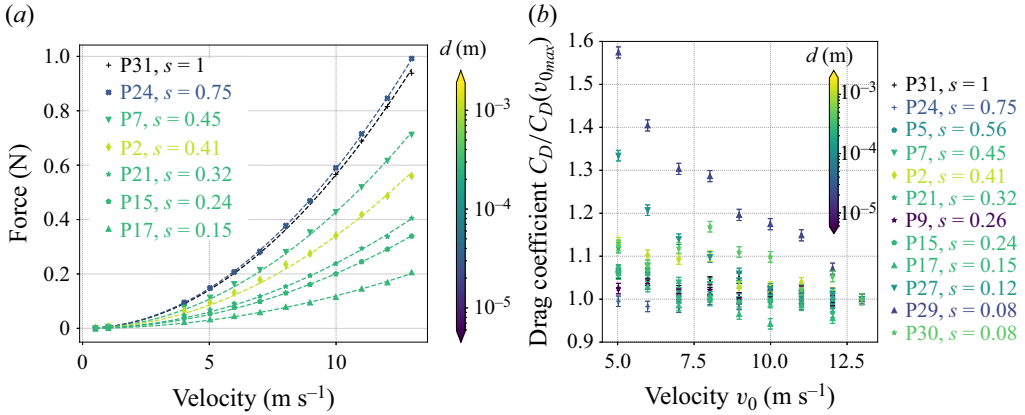 (a)
Force (N)
1.0
0.8
0.6
0.4
0.2
0
P31, s = 1
P24, s = 0.75
P7, s = 0.45
P2, s = 0.41
P21, s = 0.32
P15, s = 0.24
P17, s = 0.15
0 5 10
Velocity (m s⁻¹)
d (m)
10⁻³
10⁻⁴
10⁻⁵
(b)
Drag coefficient C_D/C_D(v_{0max})
1.6
1.5
1.4
1.3
1.2
1.1
1.0
0.9
d (m)
10⁻³
10⁻⁴
10⁻⁵
5.0 7.5 10.0 12.5
Velocity v₀ (m s⁻¹)
P31, s = 1
P24, s = 0.75
P5, s = 0.56
P7, s = 0.45
P2, s = 0.41
P21, s = 0.32
P9, s = 0.26
P15, s = 0.24
P17, s = 0.15
P27, s = 0.12
P29, s = 0.08
P30, s = 0.08